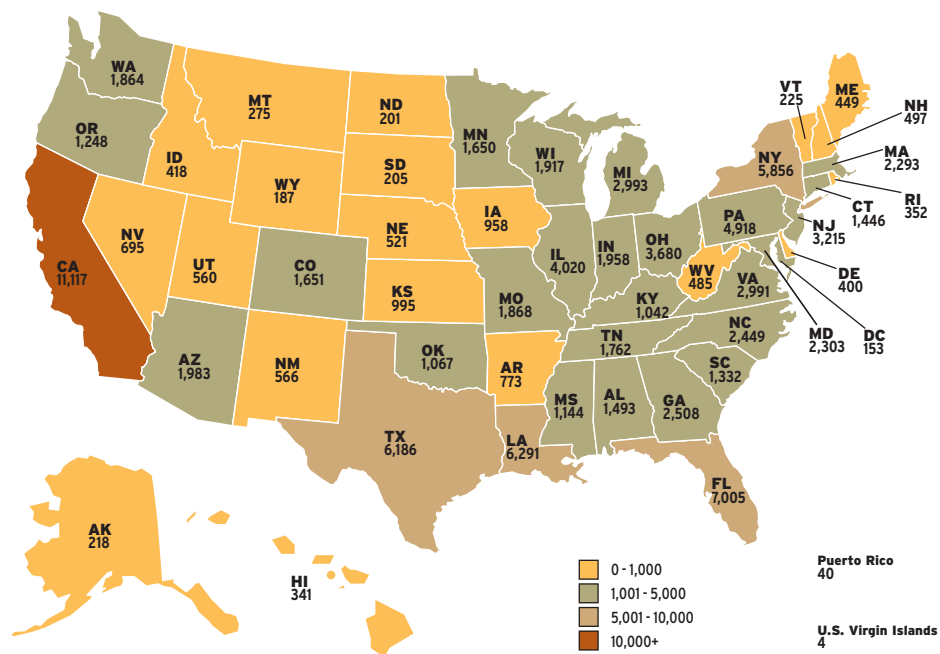 WA
1,864
OR
1,248
CA
11,117
ID
418
NV
695
MT
275
WY
187
UT
560
AZ
1,983
CO
1,651
NM
566
ND
201
SD
205
NE
521
KS
995
OK
1,067
TX
6,186
MN
1,650
IA
958
MO
1,868
AR
773
LA
6,291
WI
1,917
IL
4,020
MI
2,993
IN
1,958
OH
3,680
KY
1,042
TN
1,762
MS
1,144
AL
1,493
GA
2,508
FL
7,005
SC
1,332
NC
2,449
VA
2,991
WV
485
PA
4,918
NY
5,856
VT
225
ME
449
NH
497
MA
2,293
RI
352
CT
1,446
NJ
3,215
DE
400
MD
2,303
DC
153
AK
218
HI
341
0 - 1,000
1,001 - 5,000
5,001 - 10,000
10,000+
Puerto Rico
40
U.S. Virgin Islands
4